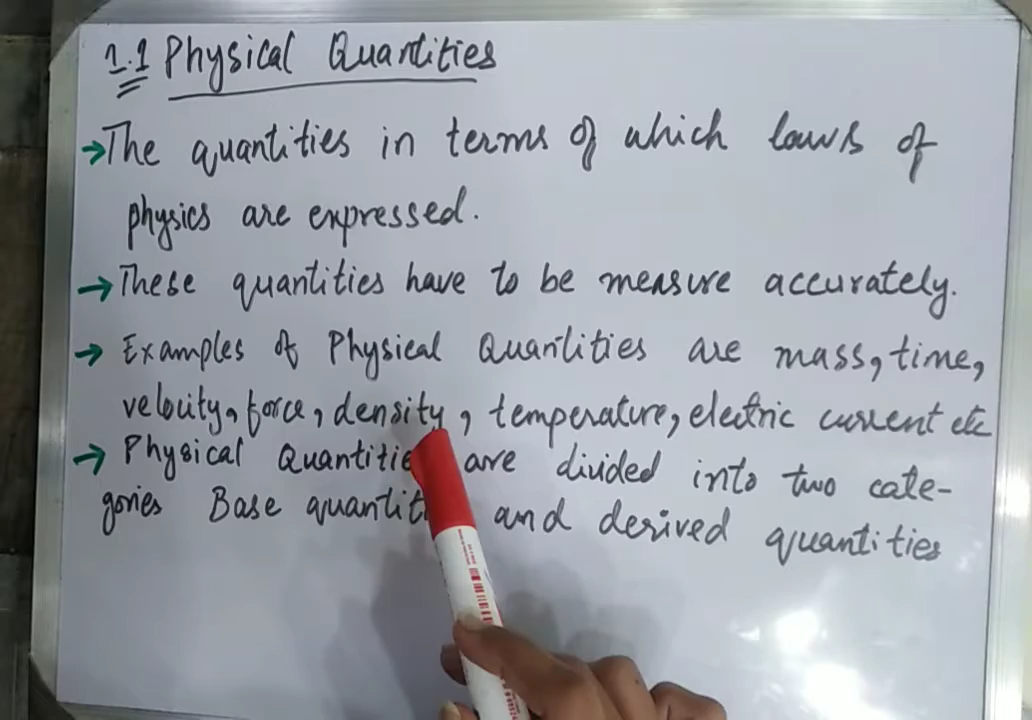 1.1 Physical Quantities
→The quantities in terms of which laws of
physics are expressed.
→These quantities have to be measure accurately.
→ Examples of Physical Quantities are mass, time,
velocity, force, density, temperature, electric current etc
→ Physical Quantitie are divided into two cate-
gories Base quantit and derived quantities